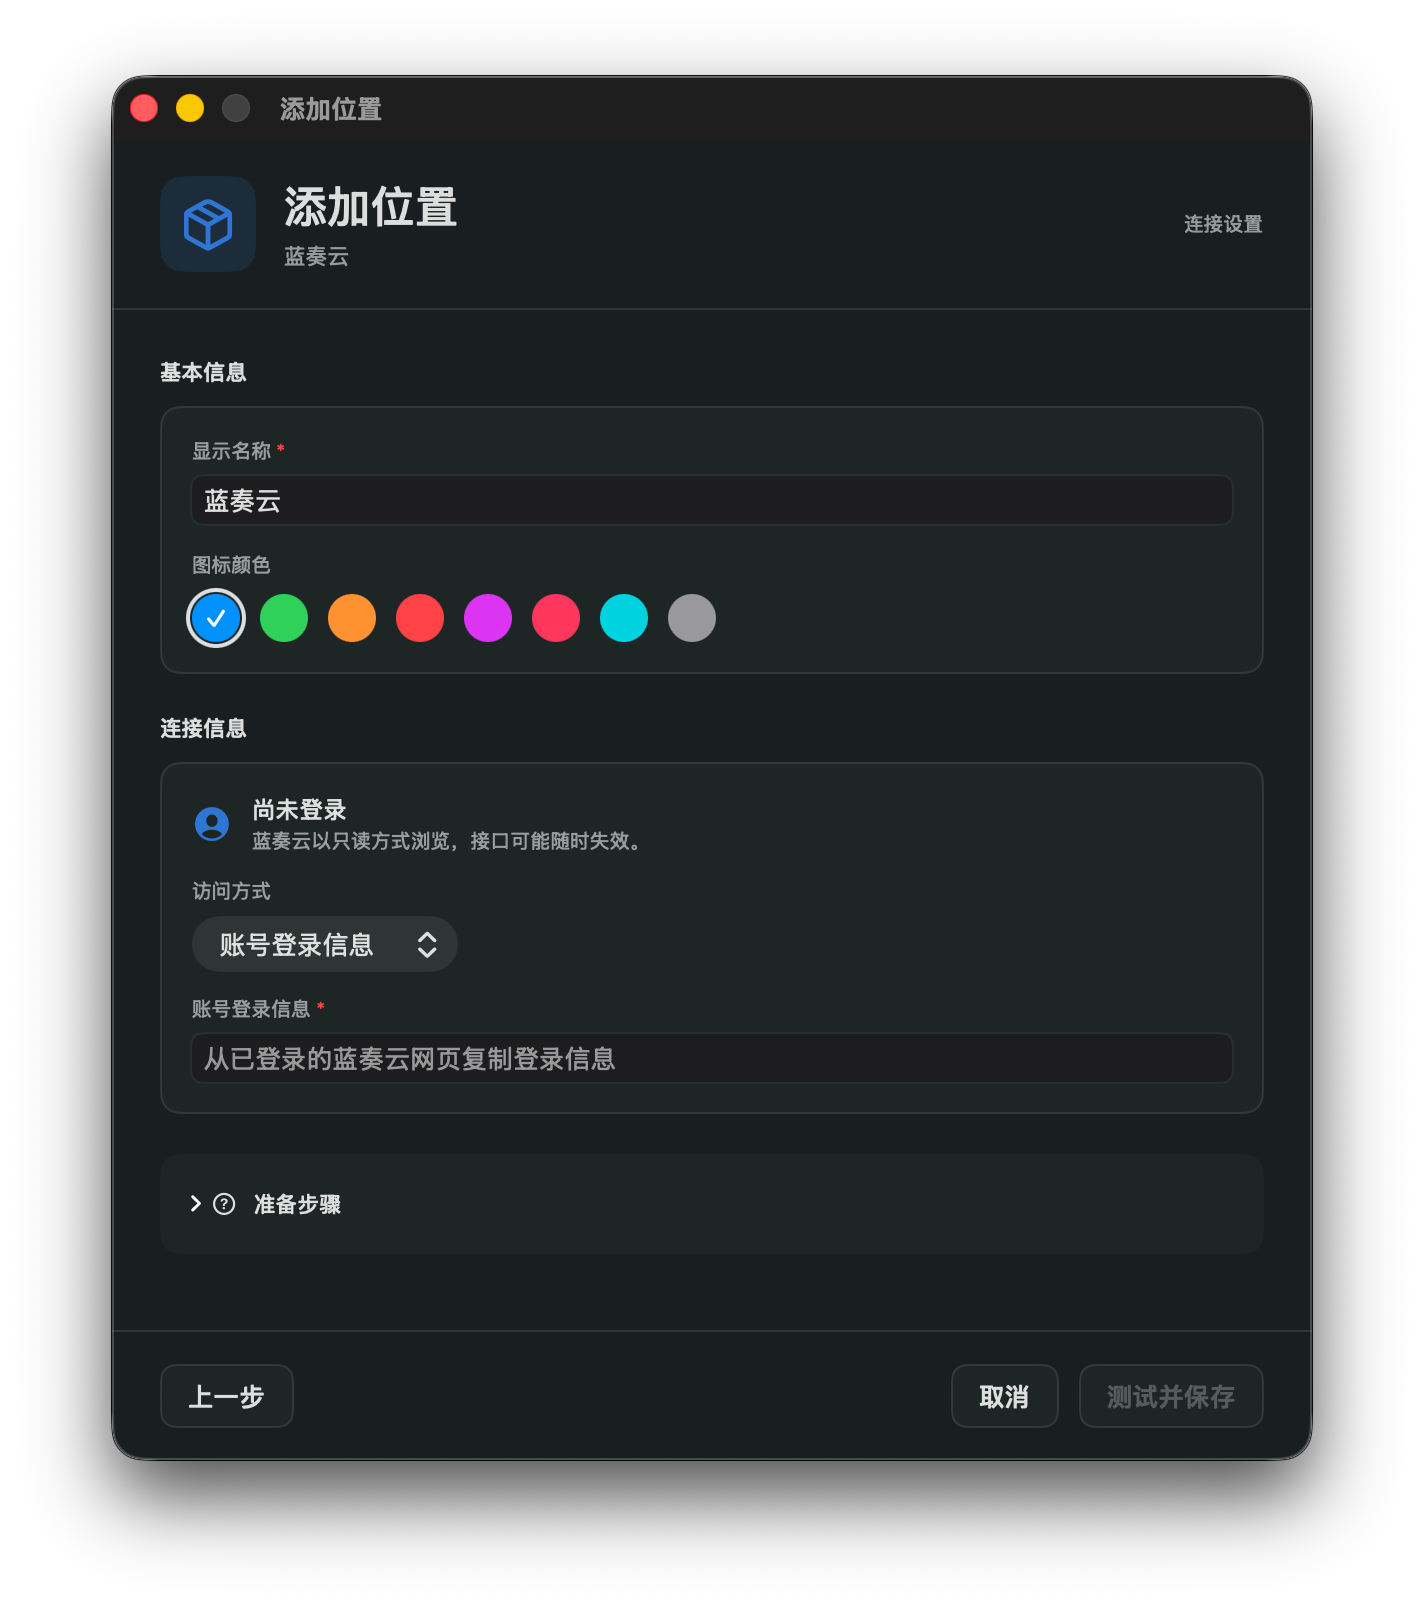 添加位置
添加位置
蓝奏云
连接设置
基本信息
显示名称 *
蓝奏云
图标颜色
连接信息
尚未登录
蓝奏云以只读方式浏览，接口可能随时失效。
访问方式
账号登录信息
账号登录信息 *
从已登录的蓝奏云网页复制登录信息
准备步骤
上一步
取消
测试并保存